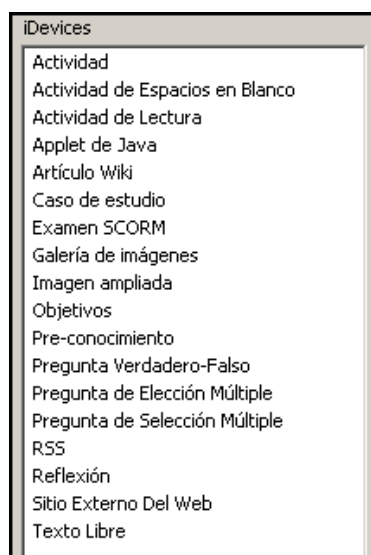 iDevices
Actividad
Actividad de Espacios en Blanco
Actividad de Lectura
Applet de Java
Artículo Wiki
Caso de estudio
Examen SCORM
Galería de imágenes
Imagen ampliada
Objetivos
Pre-conocimiento
Pregunta Verdadero-Falso
Pregunta de Elección Múltiple
Pregunta de Selección Múltiple
RSS
Reflexión
Sitio Externo Del Web
Texto Libre